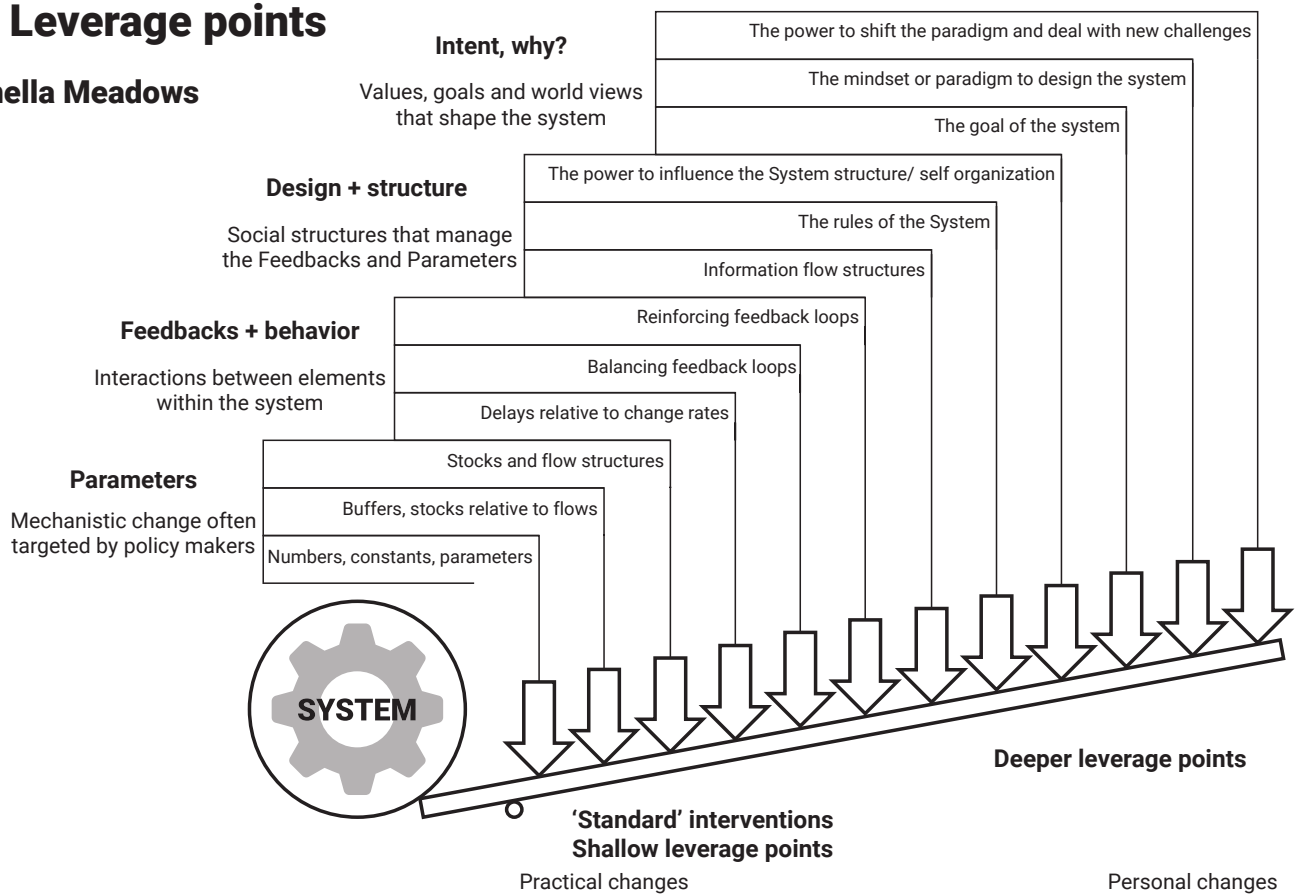 Leverage points
nella Meadows
Intent, why?
Values, goals and world views
that shape the system
The power to shift the paradigm and deal with new challenges
The mindset or paradigm to design the system
The goal of the system
Design + structure
Social structures that manage
the Feedbacks and Parameters
The power to influence the System structure/ self organization
The rules of the System
Information flow structures
Feedbacks + behavior
Interactions between elements
within the system
Reinforcing feedback loops
Balancing feedback loops
Delays relative to change rates
Parameters
Mechanistic change often
targeted by policy makers
Stocks and flow structures
Buffers, stocks relative to flows
Numbers, constants, parameters
SYSTEM
Deeper leverage points
‘Standard’ interventions
Shallow leverage points
Practical changes
Personal changes